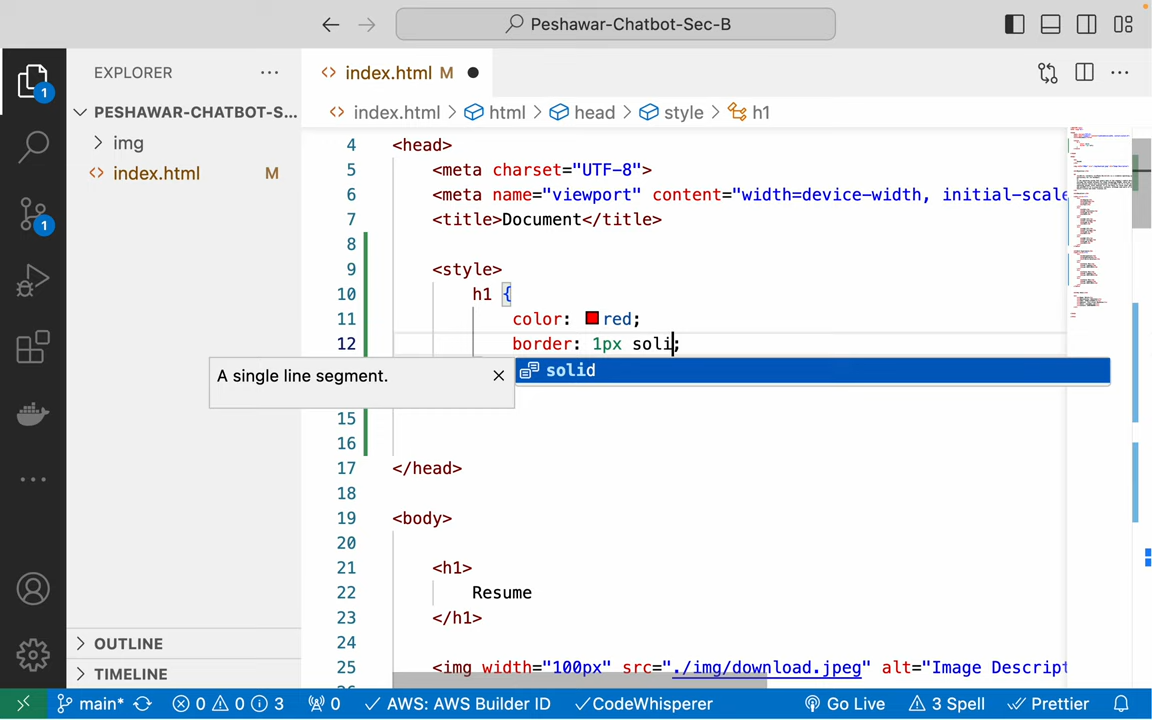 Peshawar-Chatbot-Sec-B
EXPLORER
index.html M
1
PESHAWAR-CHATBOT-S...
index.html > html > head > style > h1
img
index.html M
1
4 <head>
5 <meta charset="UTF-8">
6 <meta name="viewport" content="width=device-width, initial-scale
7 <title>Document</title>
8
9 <style>
10 h1 {
11 color: red;
12 border: 1px soli;
A single line segment.
solid
15
16
17 </head>
18
19 <body>
20
21 <h1>
22 Resume
23 </h1>
24
25 <img width="100px" src="./img/download.jpeg" alt="Image Descript
OUTLINE
TIMELINE
main* 0 0 3 0 AWS: AWS Builder ID CodeWhisperer Go Live 3 Spell Prettier